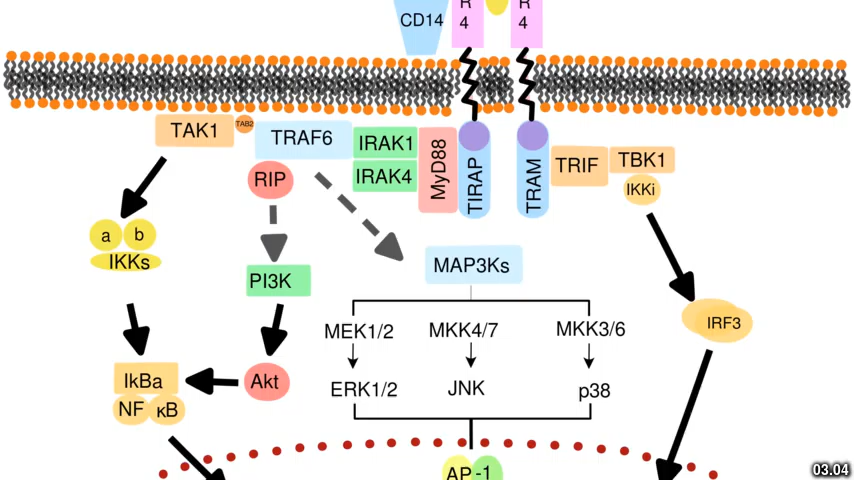 CD14
R
4
R
4
TAK1
TAB2
TRAF6
IRAK1
IRAK4
MyD88
TIRAP
TRAM
TRIF
TBK1
IKKi
RIP
a
b
IKKs
PI3K
MAP3Ks
MEK1/2
MKK4/7
MKK3/6
IRF3
IkBa
NF
κB
Akt
ERK1/2
JNK
p38
AP-1
03.04